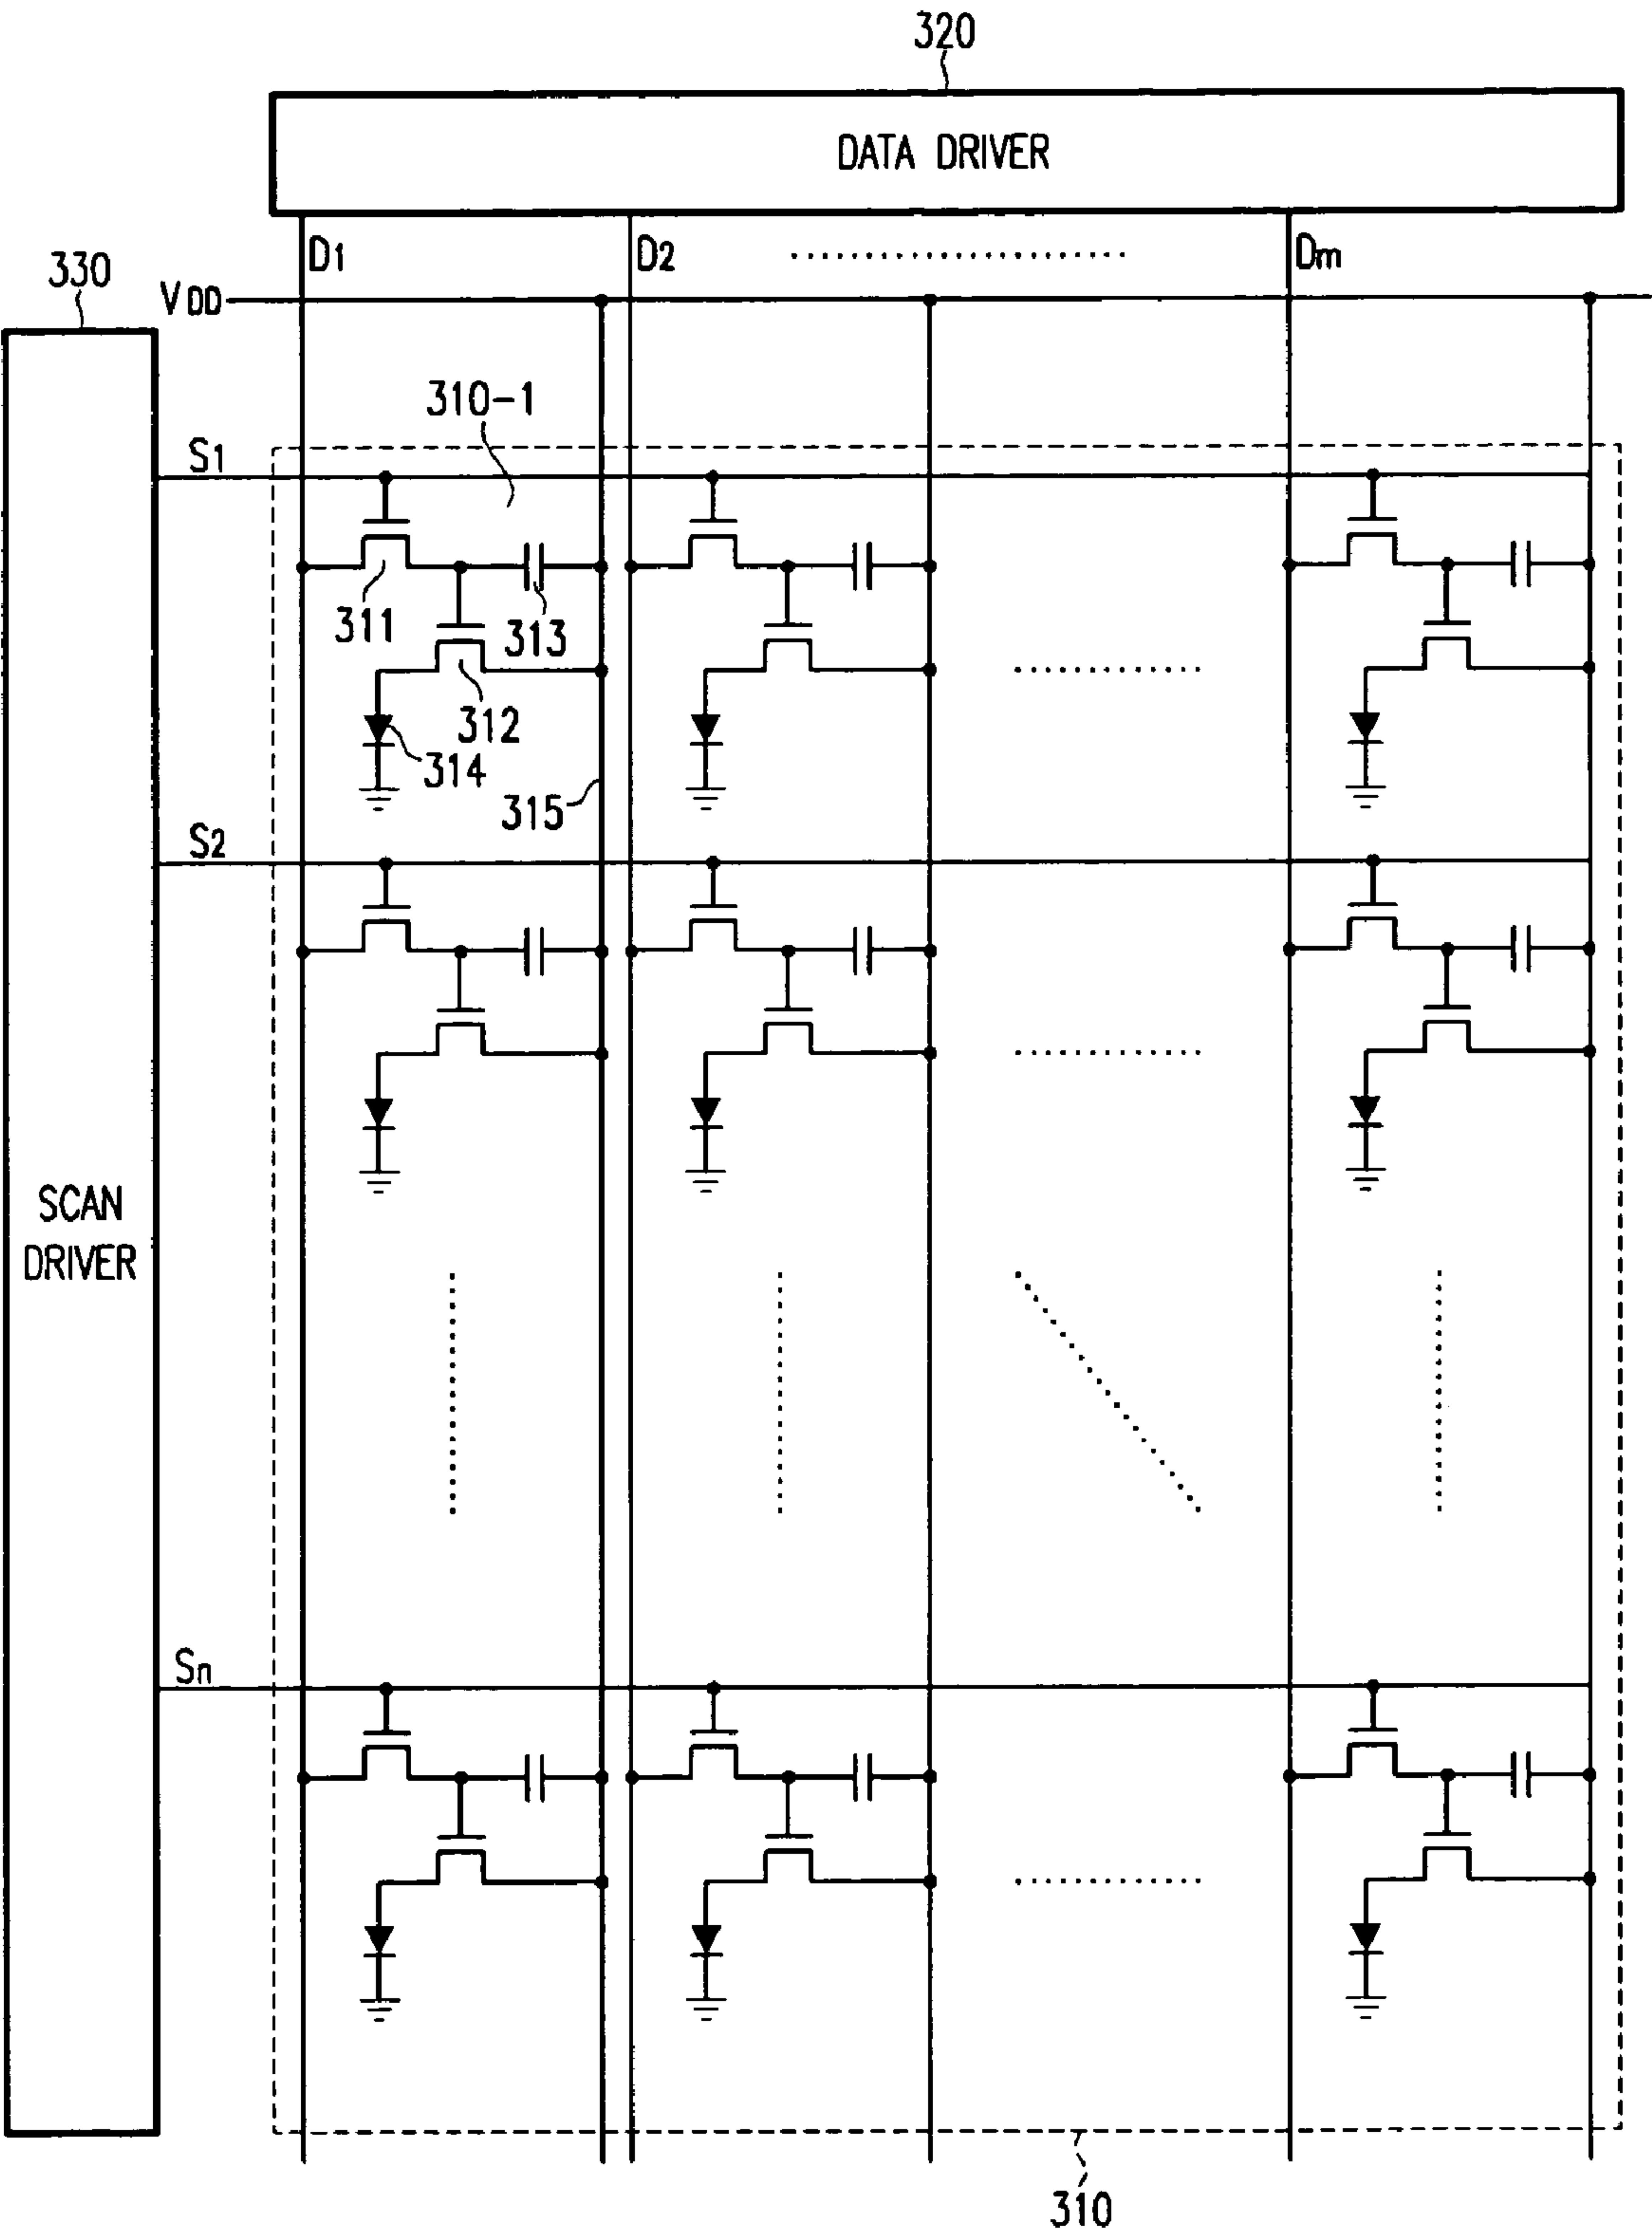 320
DATA DRIVER
D1
D2
Dm
330
VDD
310-1
S1
311
313
312
314
315
S2
SCAN
DRIVER
Sn
310